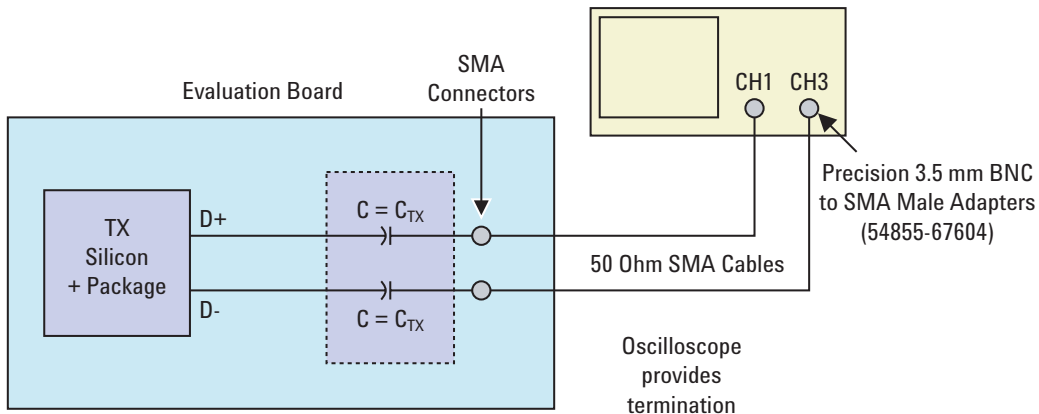 SMA
Connectors
Evaluation Board
CH1 CH3
Precision 3.5 mm BNC
to SMA Male Adapters
(54855-67604)
TX
Silicon
+ Package
D+
D-
C = CTX
C = CTX
50 Ohm SMA Cables
Oscilloscope
provides
termination